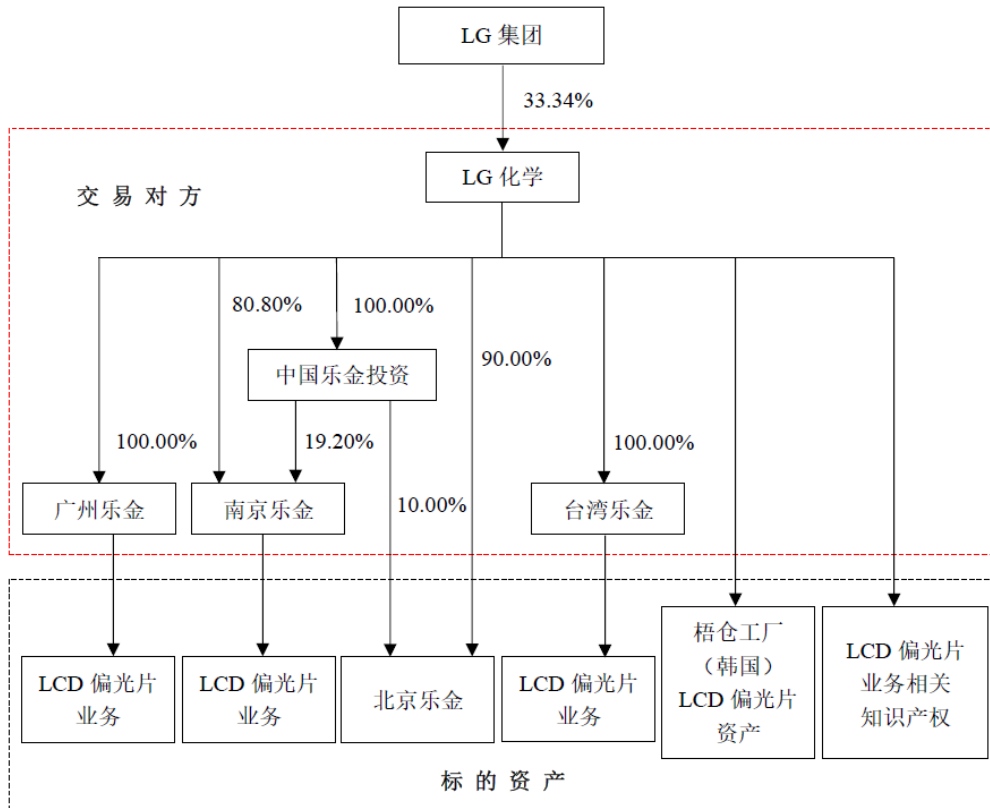 LG 集团
33.34%
LG 化学
交 易 对 方
80.80%
100.00%
90.00%
中国乐金投资
100.00%
19.20%
100.00%
广州乐金
南京乐金
10.00%
台湾乐金
LCD 偏光片
业务
LCD 偏光片
业务
北京乐金
LCD 偏光片
业务
梧仓工厂
（韩国）
LCD 偏光片
资产
LCD 偏光片
业务相关
知识产权
标 的 资 产